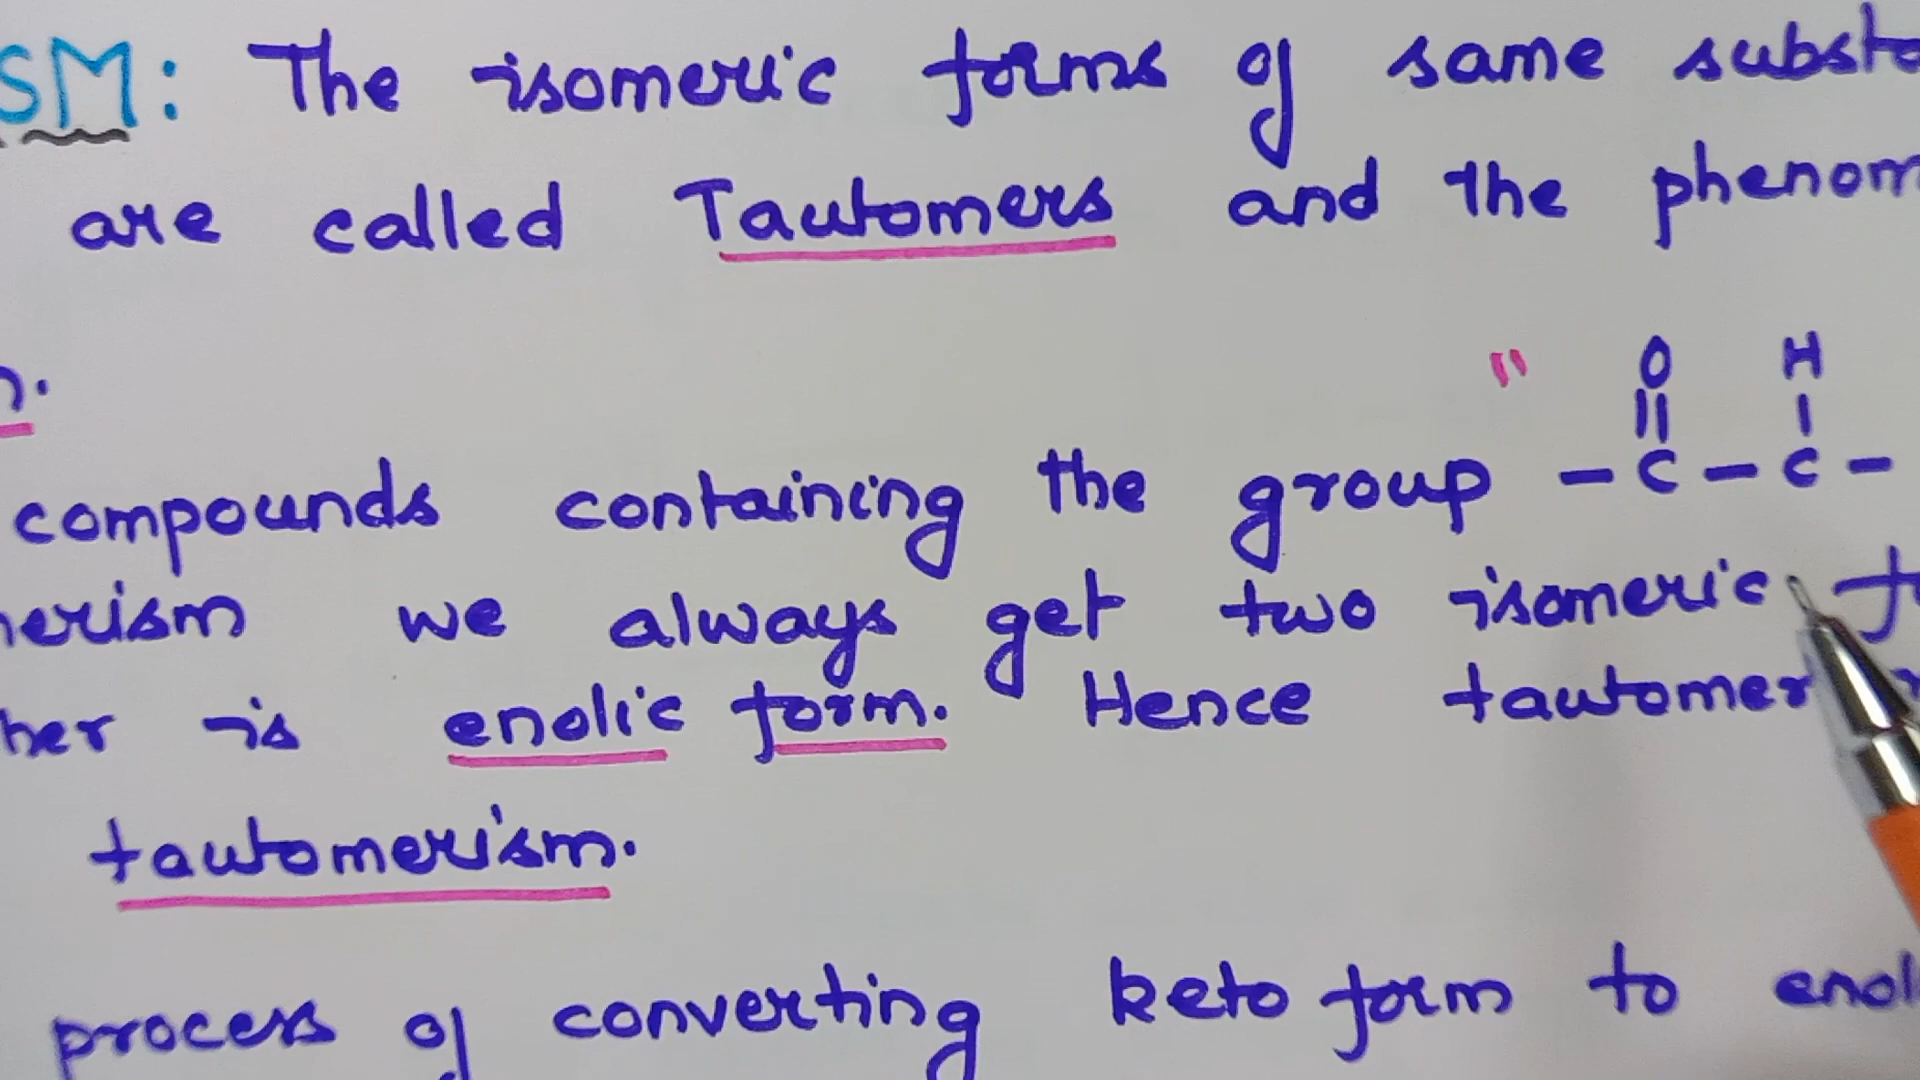 SM: The isomeric forms of same subst
are called Tautomers and the phenom
" O H
compounds containing the group - C - C -
erism we always get two isomeric
her is enolic form. Hence tautomer
tautomerism.
process of converting keto form to enol